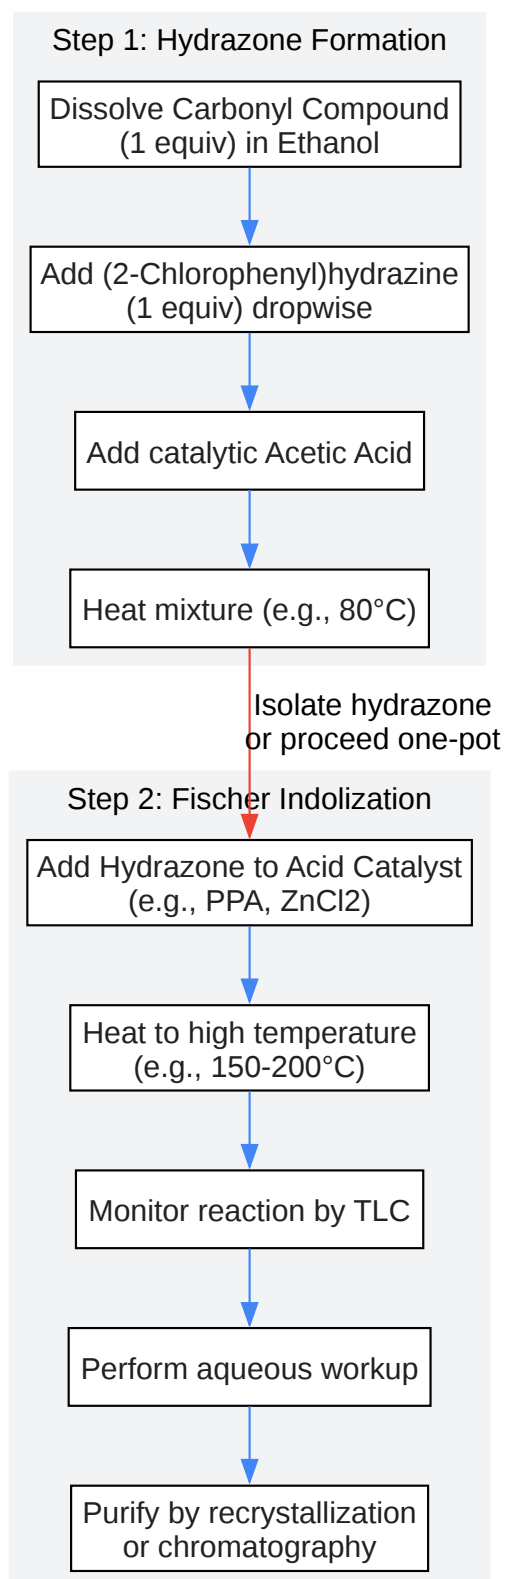 Step 1: Hydrazone Formation
Dissolve Carbonyl Compound
(1 equiv) in Ethanol
Add (2-Chlorophenyl)hydrazine
(1 equiv) dropwise
Add catalytic Acetic Acid
Heat mixture (e.g., 80°C)
Isolate hydrazone
or proceed one-pot
Step 2: Fischer Indolization
Add Hydrazone to Acid Catalyst
(e.g., PPA, ZnCl2)
Heat to high temperature
(e.g., 150-200°C)
Monitor reaction by TLC
Perform aqueous workup
Purify by recrystallization
or chromatography